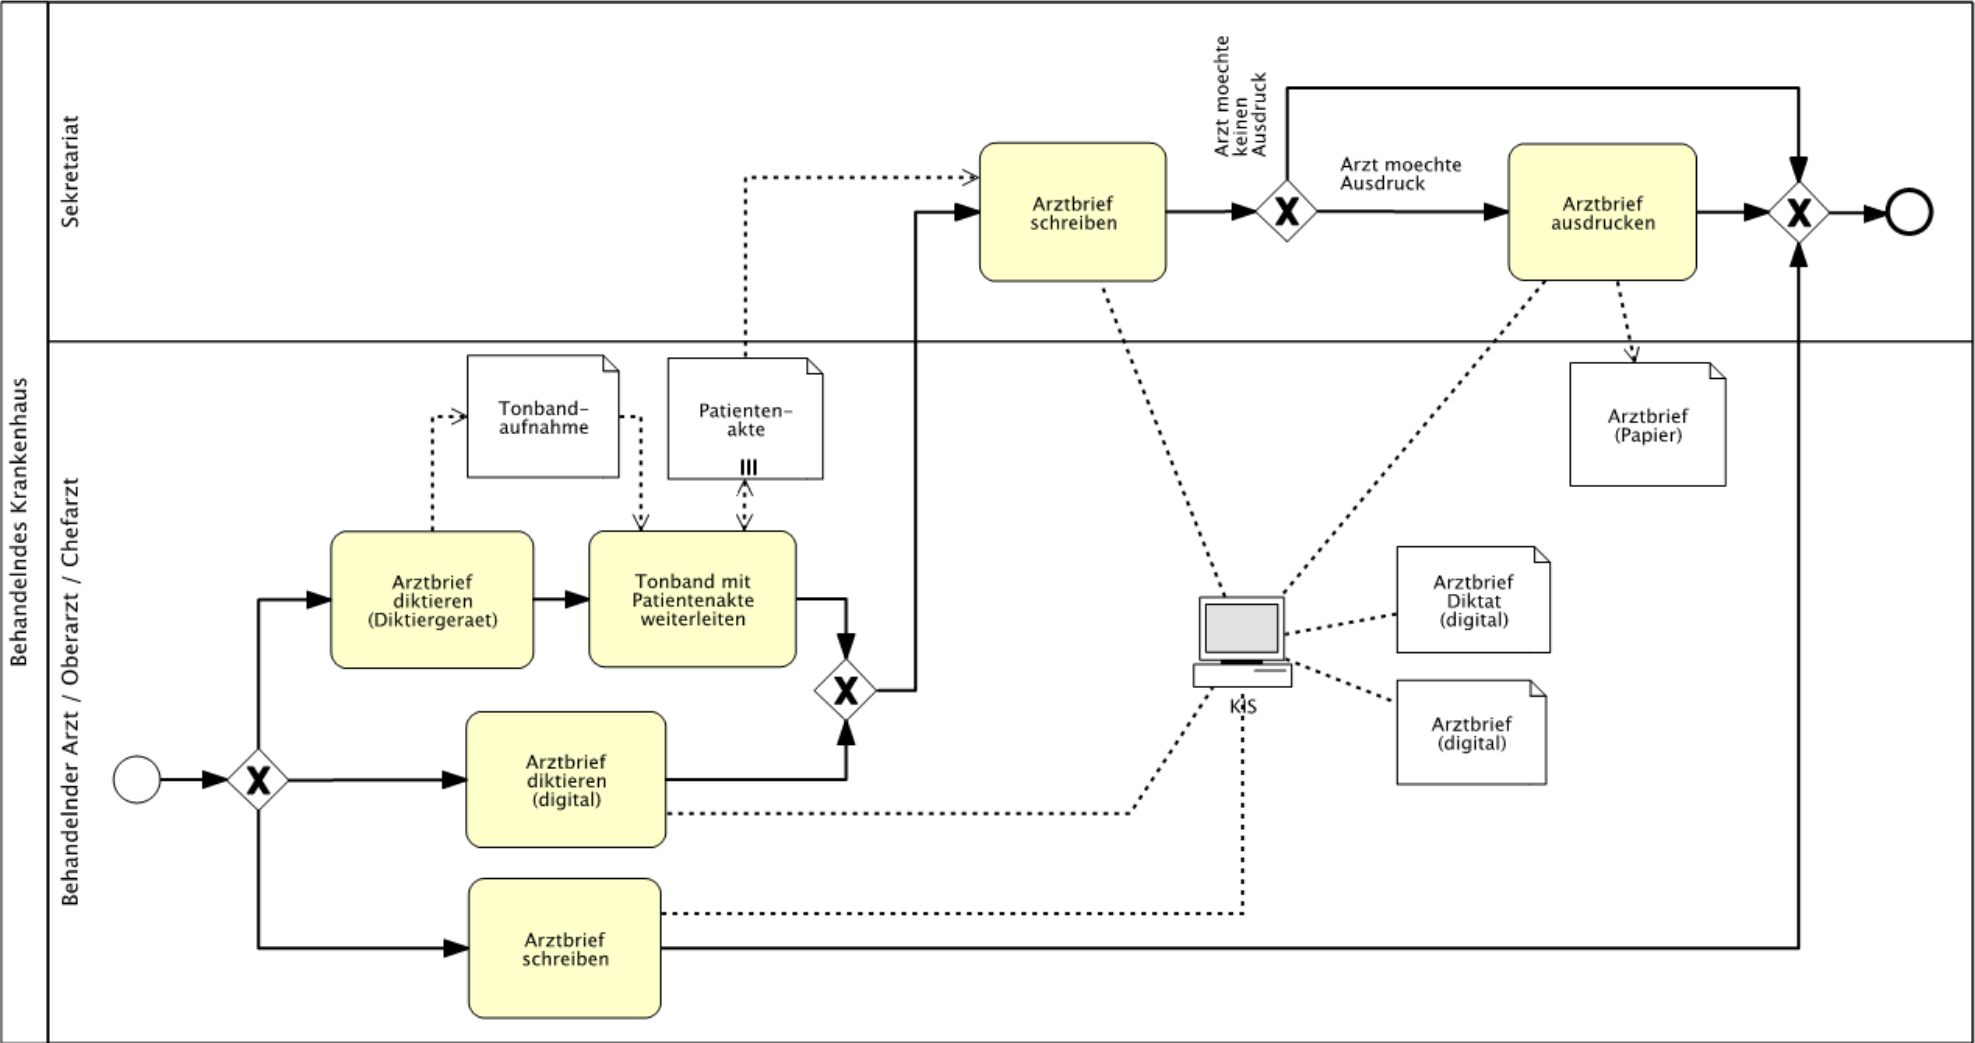 Behandelndes Krankenhaus
Sekretariat
Arztbrief
schreiben
Arzt moechte
keinen
Ausdruck
X
Arzt moechte
Ausdruck
Arztbrief
ausdrucken
X
Behandelnder Arzt / Oberarzt / Chefarzt
Tonband-
aufnahme
Patienten-
akte
Arztbrief
(Papier)
Arztbrief
diktieren
(Diktiergeraet)
Tonband mit
Patientenakte
weiterleiten
X
Arztbrief
Diktat
(digital)
KIS
Arztbrief
(digital)
X
Arztbrief
diktieren
(digital)
Arztbrief
schreiben